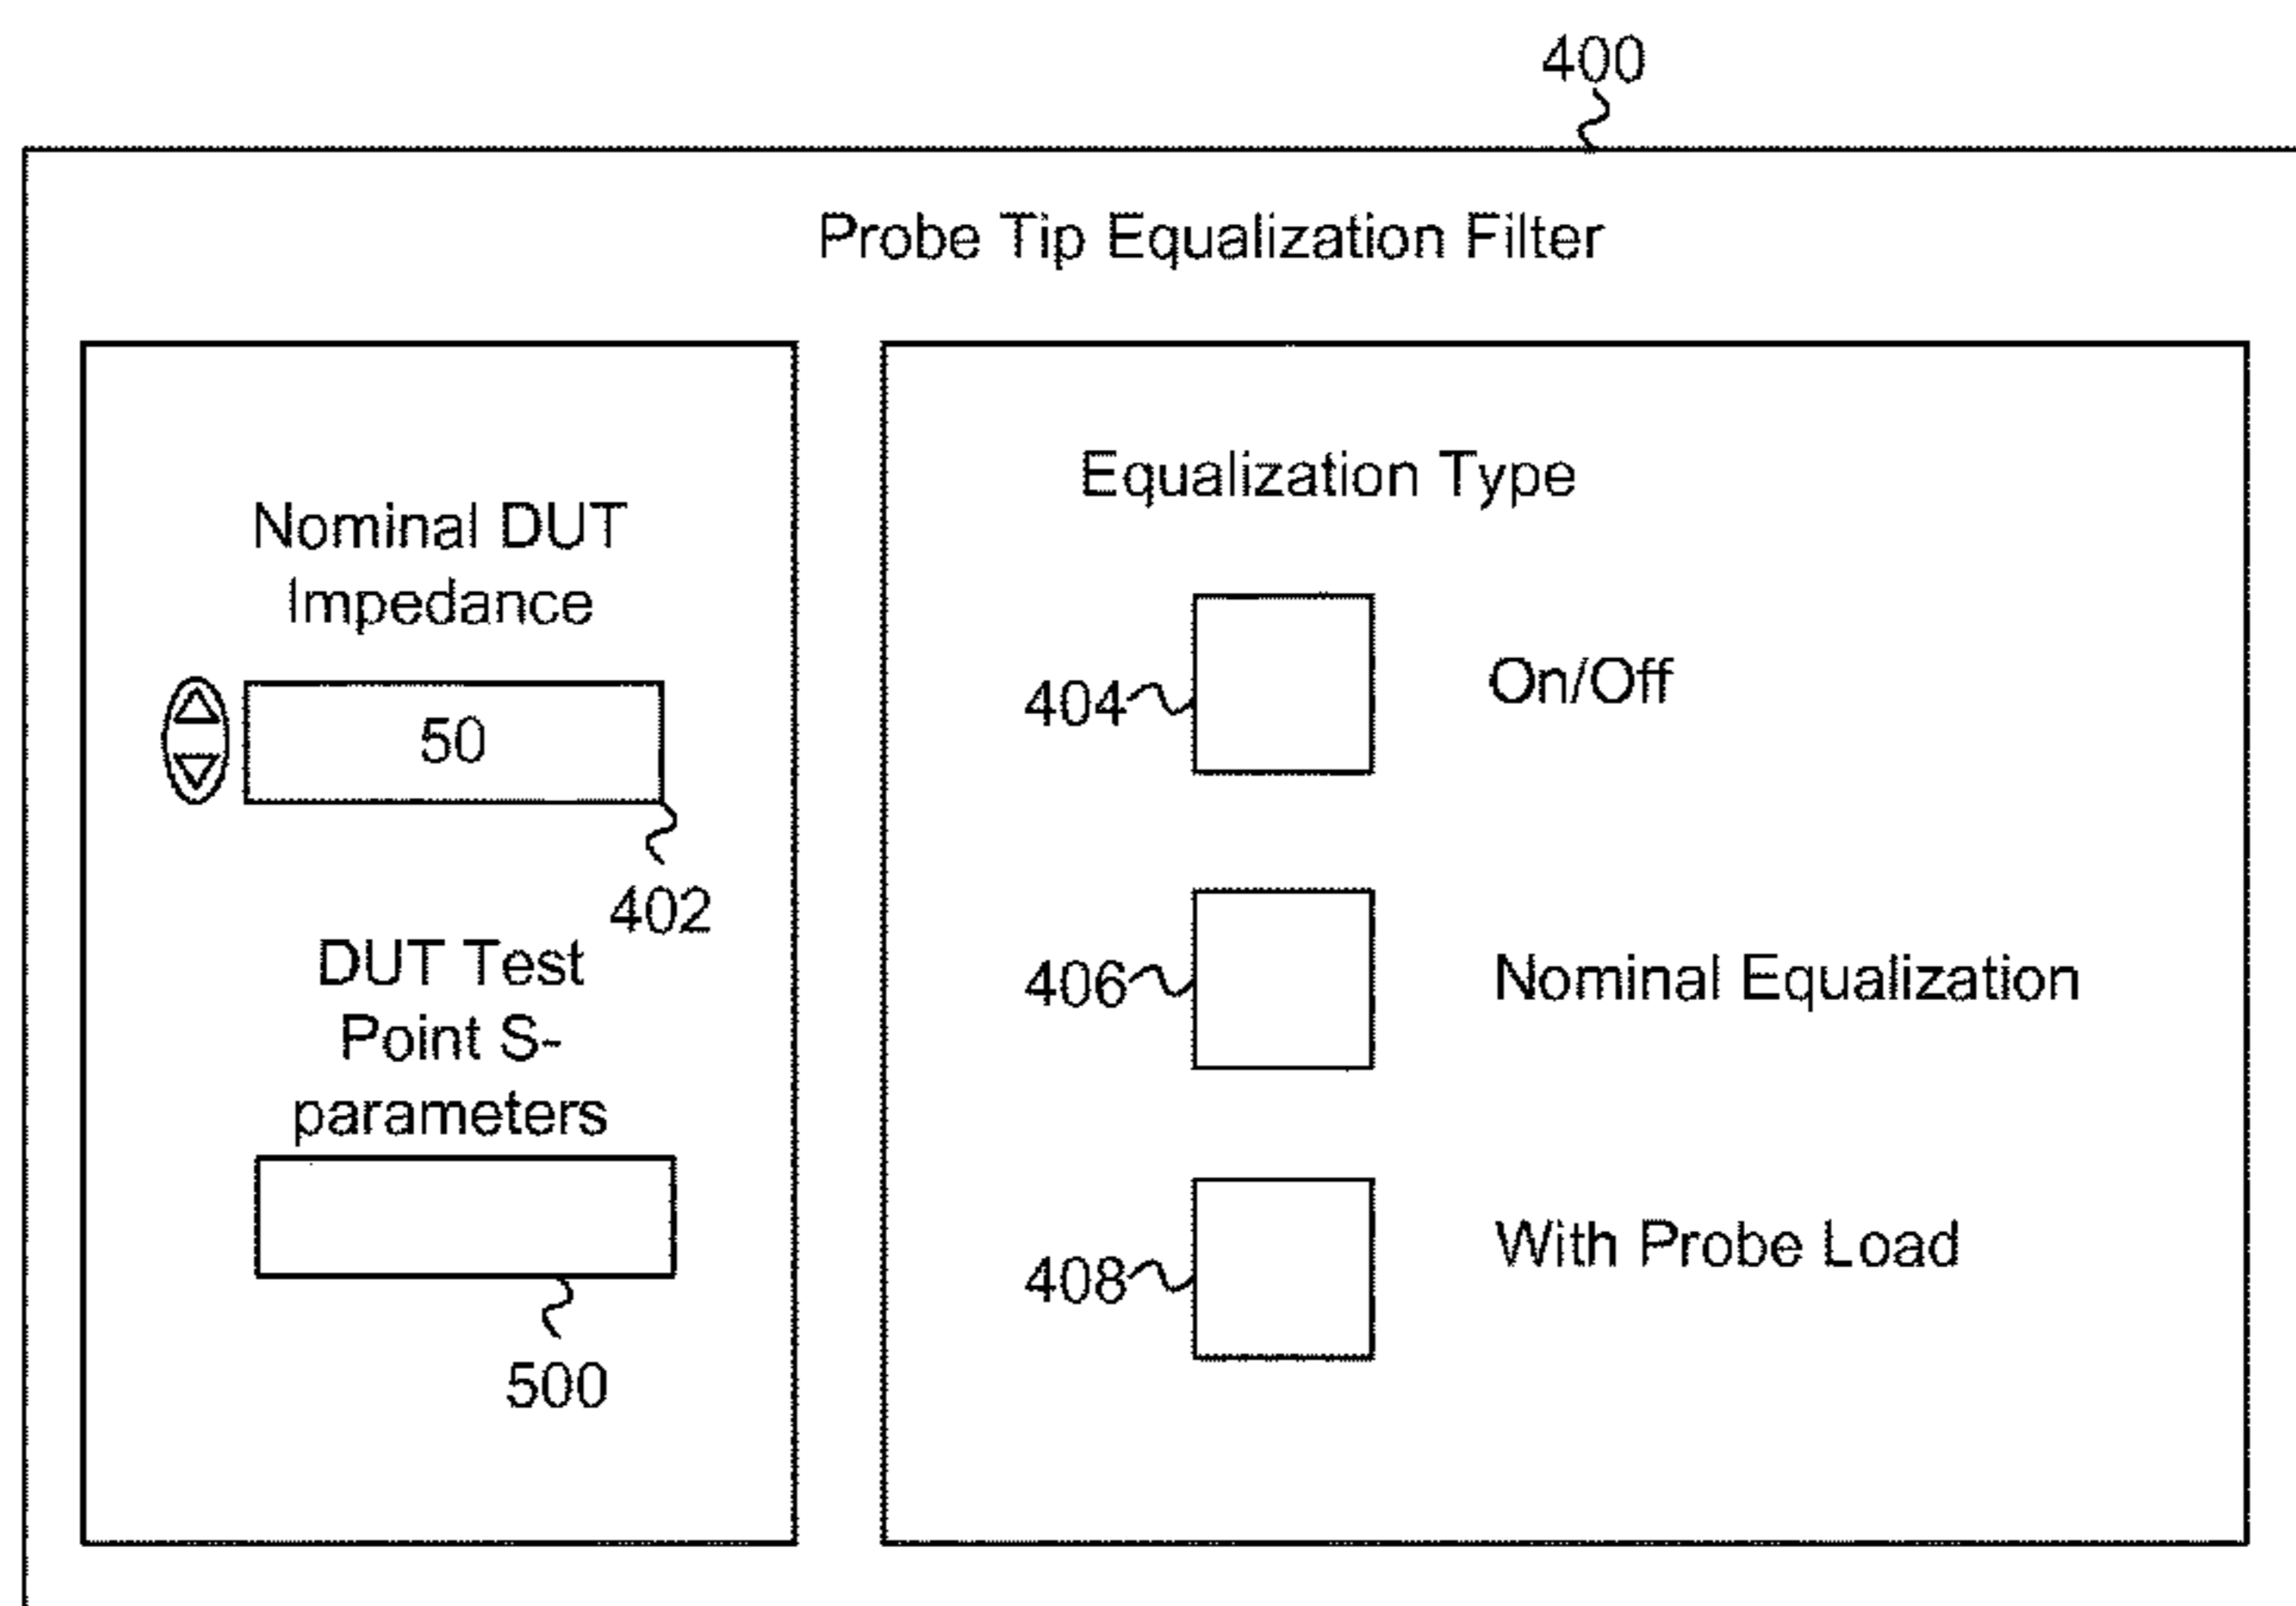 400
Probe Tip Equalization Filter
Nominal DUT
Impedance
50
402
DUT Test
Point S-
parameters
500
Equalization Type
404
On/Off
406
Nominal Equalization
408
With Probe Load